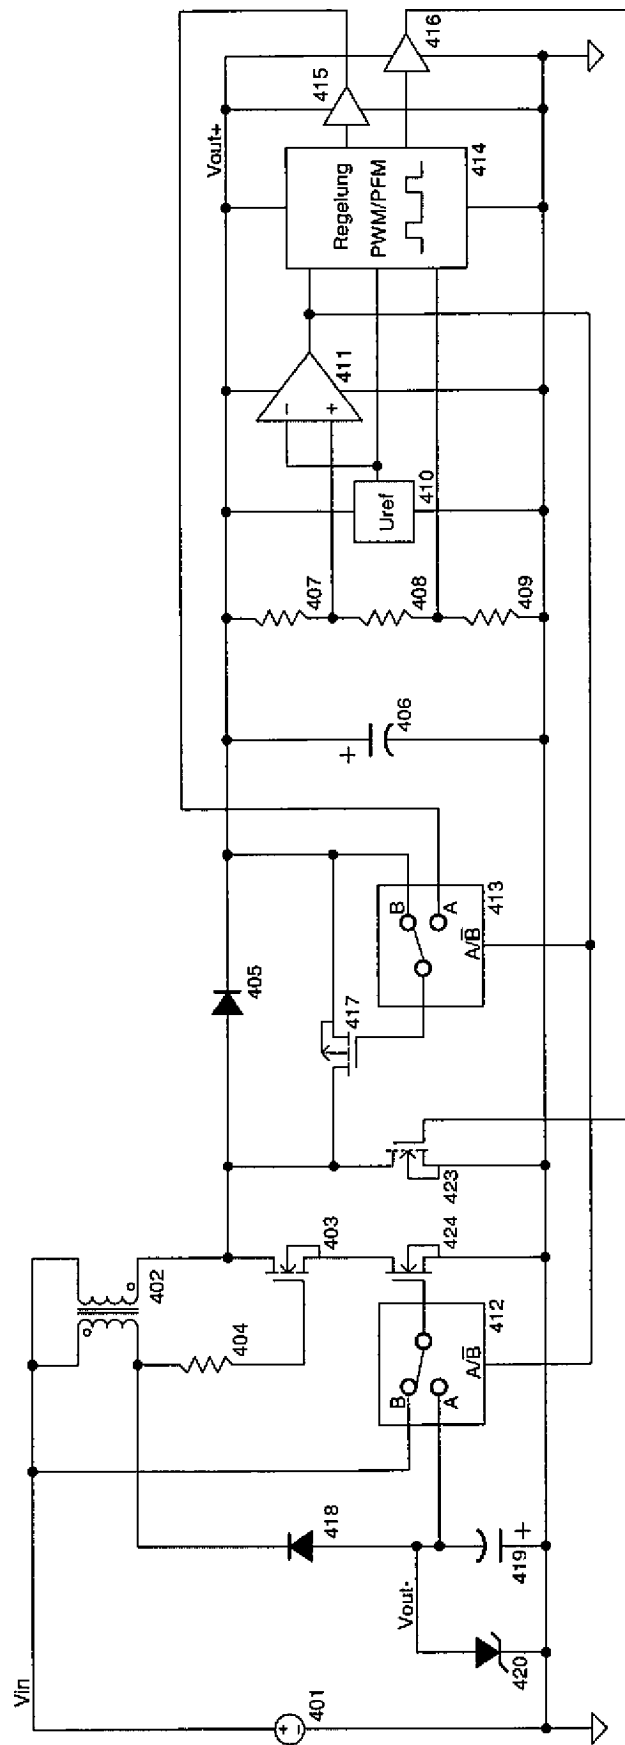 Vin
401
+
-
420
Vout-
419
+
418
402
404
403
424
B
A
A/B̅
412
423
417
405
B
A
A/B̅
413
+
406
407
408
409
Uref
410
-
+
411
Vout+
Regelung
PWM/PFM
414
415
416